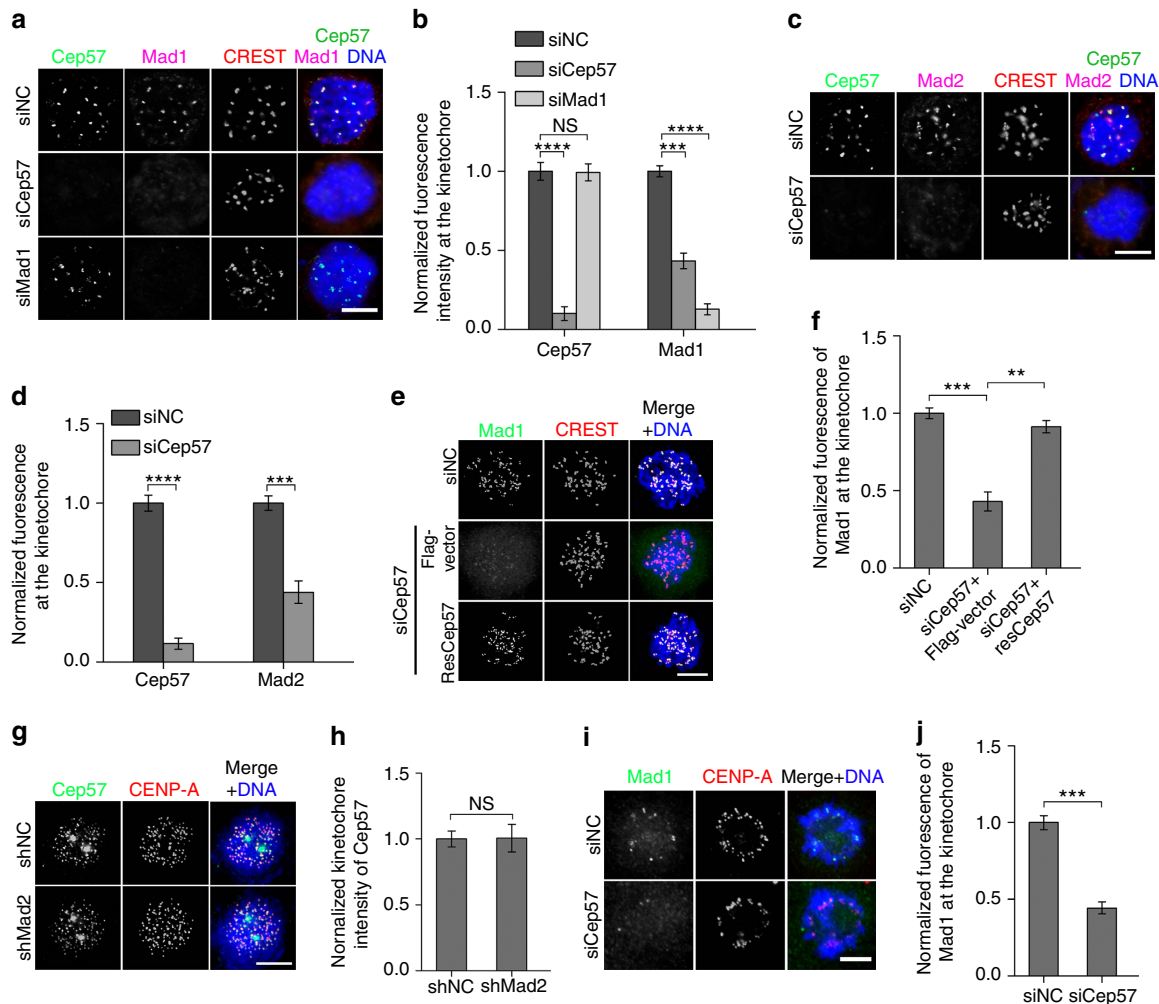 a
Cep57
Mad1
CREST
Cep57
Mad1 DNA
siNC
siCep57
siMad1
b
siNC
siCep57
siMad1
Normalized fluorescence
intensity at the kinetochore
1.5
1.0
0.5
0.0
NS
****
****
***
Cep57
Mad1
c
Cep57
Mad2
CREST
Cep57
Mad2 DNA
siNC
siCep57
d
siNC
siCep57
Normalized fluorescence
at the kinetochore
1.5
1.0
0.5
0.0
****
***
Cep57
Mad2
e
Mad1
CREST
Merge
+DNA
siNC
siCep57
Flag-
vector
ResCep57
f
Normalized fluorescence of
Mad1 at the kinetochore
1.5
1.0
0.5
0.0
***
**
siNC
siCep57+
Flag-vector
siCep57+
resCep57
g
Cep57
CENP-A
Merge
+DNA
shNC
shMad2
h
Nornalized kinetochore
intensity of Cep57
1.5
1.0
0.5
0.0
NS
shNC
shMad2
i
Mad1
CENP-A
Merge+DNA
siNC
siCep57
j
Normalized fluorescence of
Mad1 at the kinetochore
1.5
1.0
0.5
0.0
***
siNC
siCep57